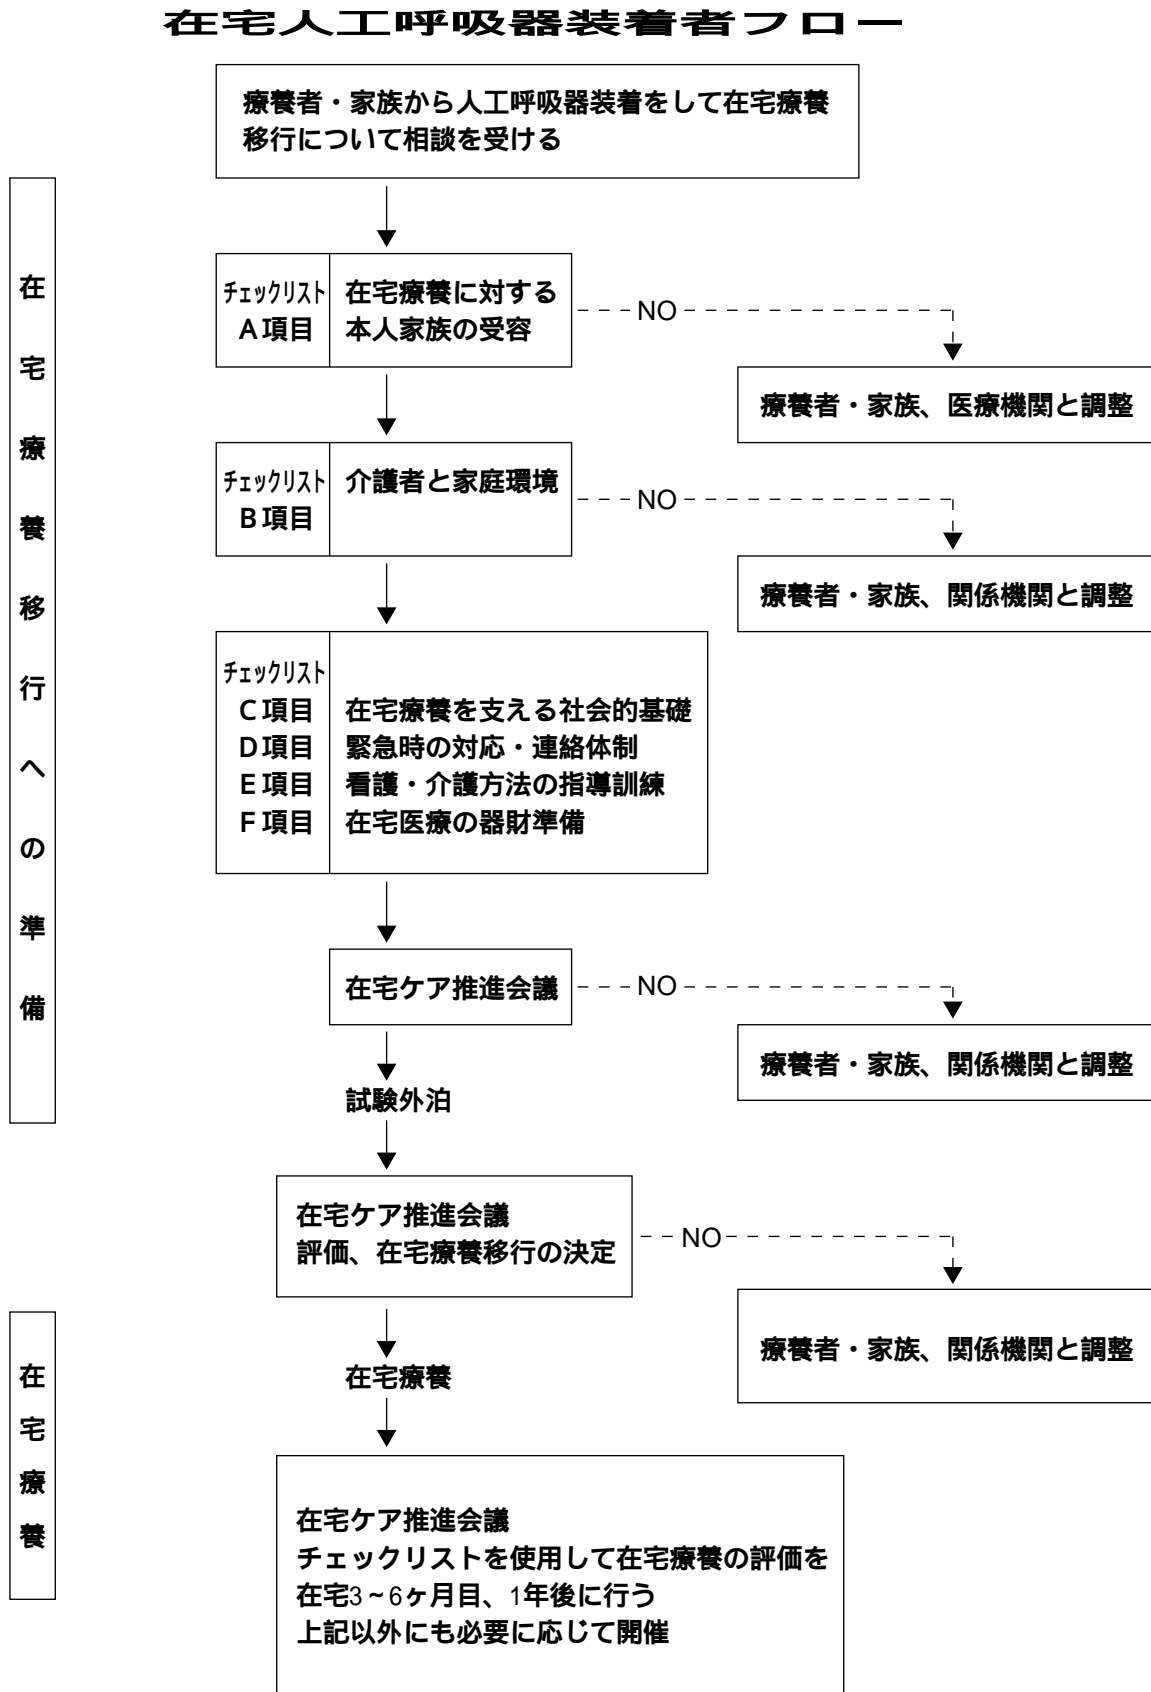 在宅人工呼吸器装着者フロー
療養者・家族から人工呼吸器装着をして在宅療養
移行について相談を受ける
在宅療養移行への準備
チェックリスト
A項目
在宅療養に対する
本人家族の受容
NO
療養者・家族、医療機関と調整
チェックリスト
B項目
介護者と家庭環境
NO
療養者・家族、関係機関と調整
チェックリスト
C項目 在宅療養を支える社会的基礎
D項目 緊急時の対応・連絡体制
E項目 看護・介護方法の指導訓練
F項目 在宅医療の器財準備
在宅ケア推進会議
NO
療養者・家族、関係機関と調整
試験外泊
在宅ケア推進会議
評価、在宅療養移行の決定
NO
療養者・家族、関係機関と調整
在宅療養
在宅療養
在宅ケア推進会議
チェックリストを使用して在宅療養の評価を
在宅3~6ヶ月目、1年後に行う
上記以外にも必要に応じて開催